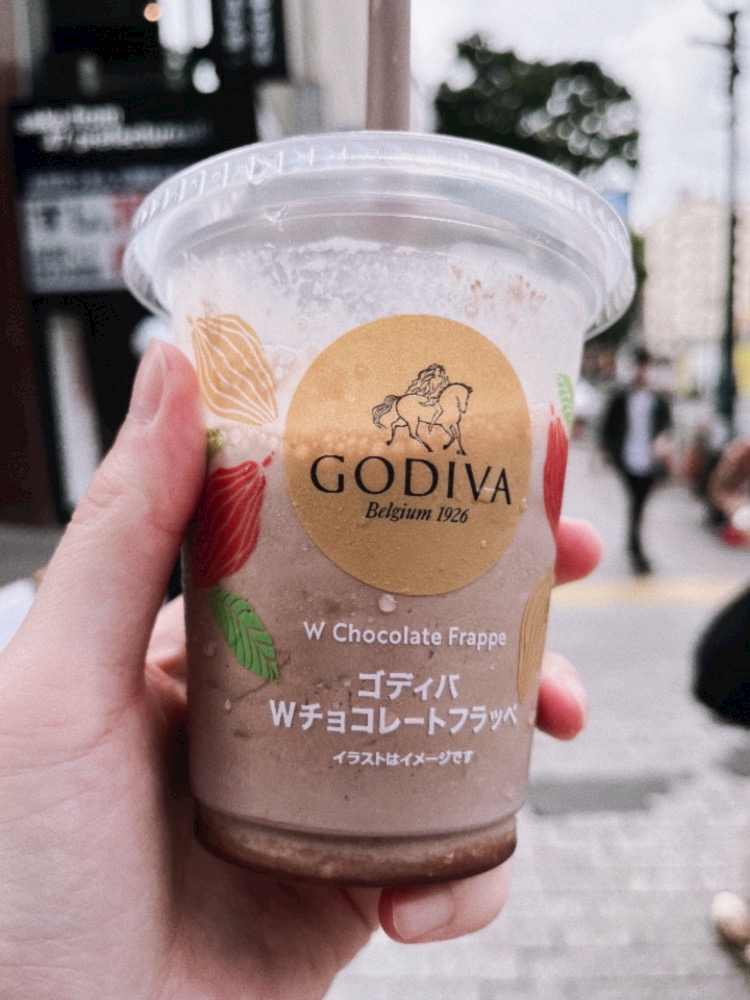 GODIVA
Belgium 1926
W Chocolate Frappe
ゴディバ
Wチョコレートフラッペ
イラストはイメージです